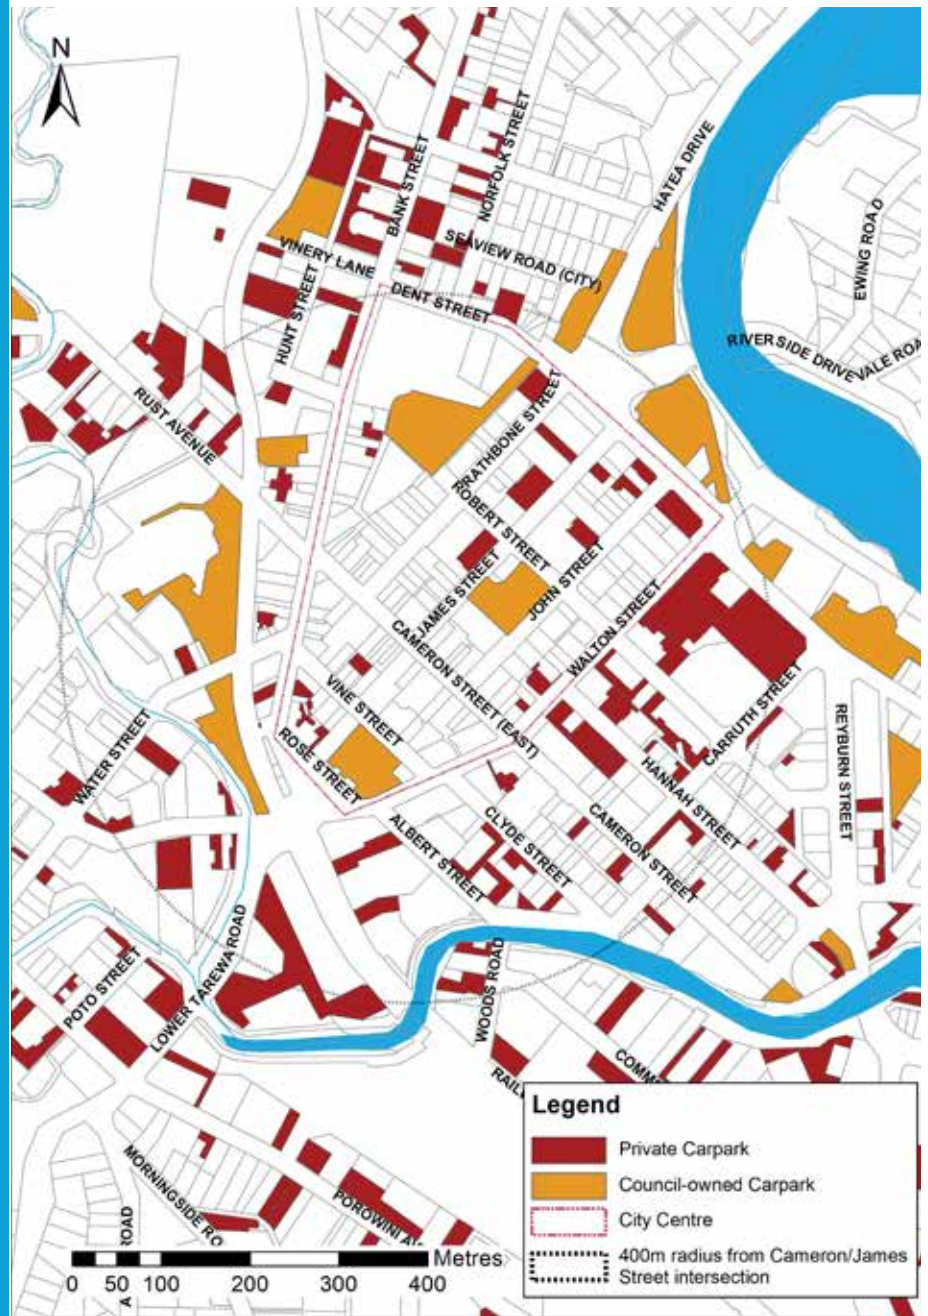 N
BANK STREET
NORFOLK STREET
HATEA DRIVE
EWING ROAD
SEAVIEW ROAD (CITY)
VINERY LANE
HUNT STREET
DENT STREET
RIVERSIDE DRIVE
VALE ROA
RUST AVENUE
RATHBONE STREET
ROBERT STREET
JAMES STREET
JOHN STREET
WALTON STREET
CAMERON STREET (EAST)
VINE STREET
ROSE STREET
WATER STREET
CARRUTH STREET
REYBURN STREET
HANNAH STREET
CAMERON STREET
CLYDE STREET
ALBERT STREET
LOWER TAREWA ROAD
POTO STREET
WOODS ROAD
RAIL
COMME
MORNINGSIDE RO
POROWINI AV
ROAD
Legend
Private Carpark
Council-owned Carpark
City Centre
400m radius from Cameron/James
Street intersection
Metres
0 50 100 200 300 400